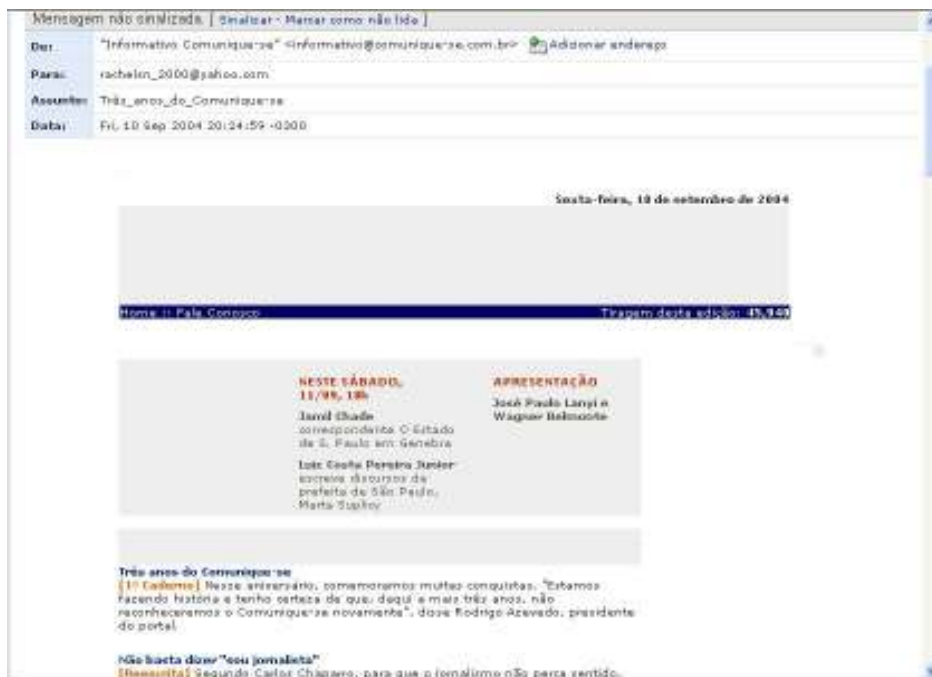 Mensagem não sinalizada. [ Sinalizar - Marcar como não lida ]
De: "Informativo Comunique-se" <informativo@comunique-se.com.br> Adicionar endereço
Para: rachelcn_2000@yahoo.com
Assunto: Três_anos_do_Comunique-se
Data: Fri, 10 Sep 2004 20:24:59 -0300
Sexta-feira, 10 de setembro de 2004
Home :: Fale Conosco Tiragem desta edição: 45.940
NESTE SÁBADO,
11/09, 10h
Jamil Chade
correspondente O Estado
de S. Paulo em Genebra
Luiz Costa Pereira Junior
escreve discursos da
prefeita de São Paulo,
Marta Suplicy
APRESENTAÇÃO
José Paulo Lanyi e
Wagner Belmonte
Três anos do Comunique-se
[1º Caderno] Nesse aniversário, comemoramos muitas conquistas. "Estamos
fazendo história e tenho certeza de que, daqui a mais três anos, não
reconheceremos o Comunique-se novamente", disse Rodrigo Azevedo, presidente
do portal.
Não basta dizer "sou jornalista"
Segundo Carlos Chaparro, para que o jornalismo não perca sentido,